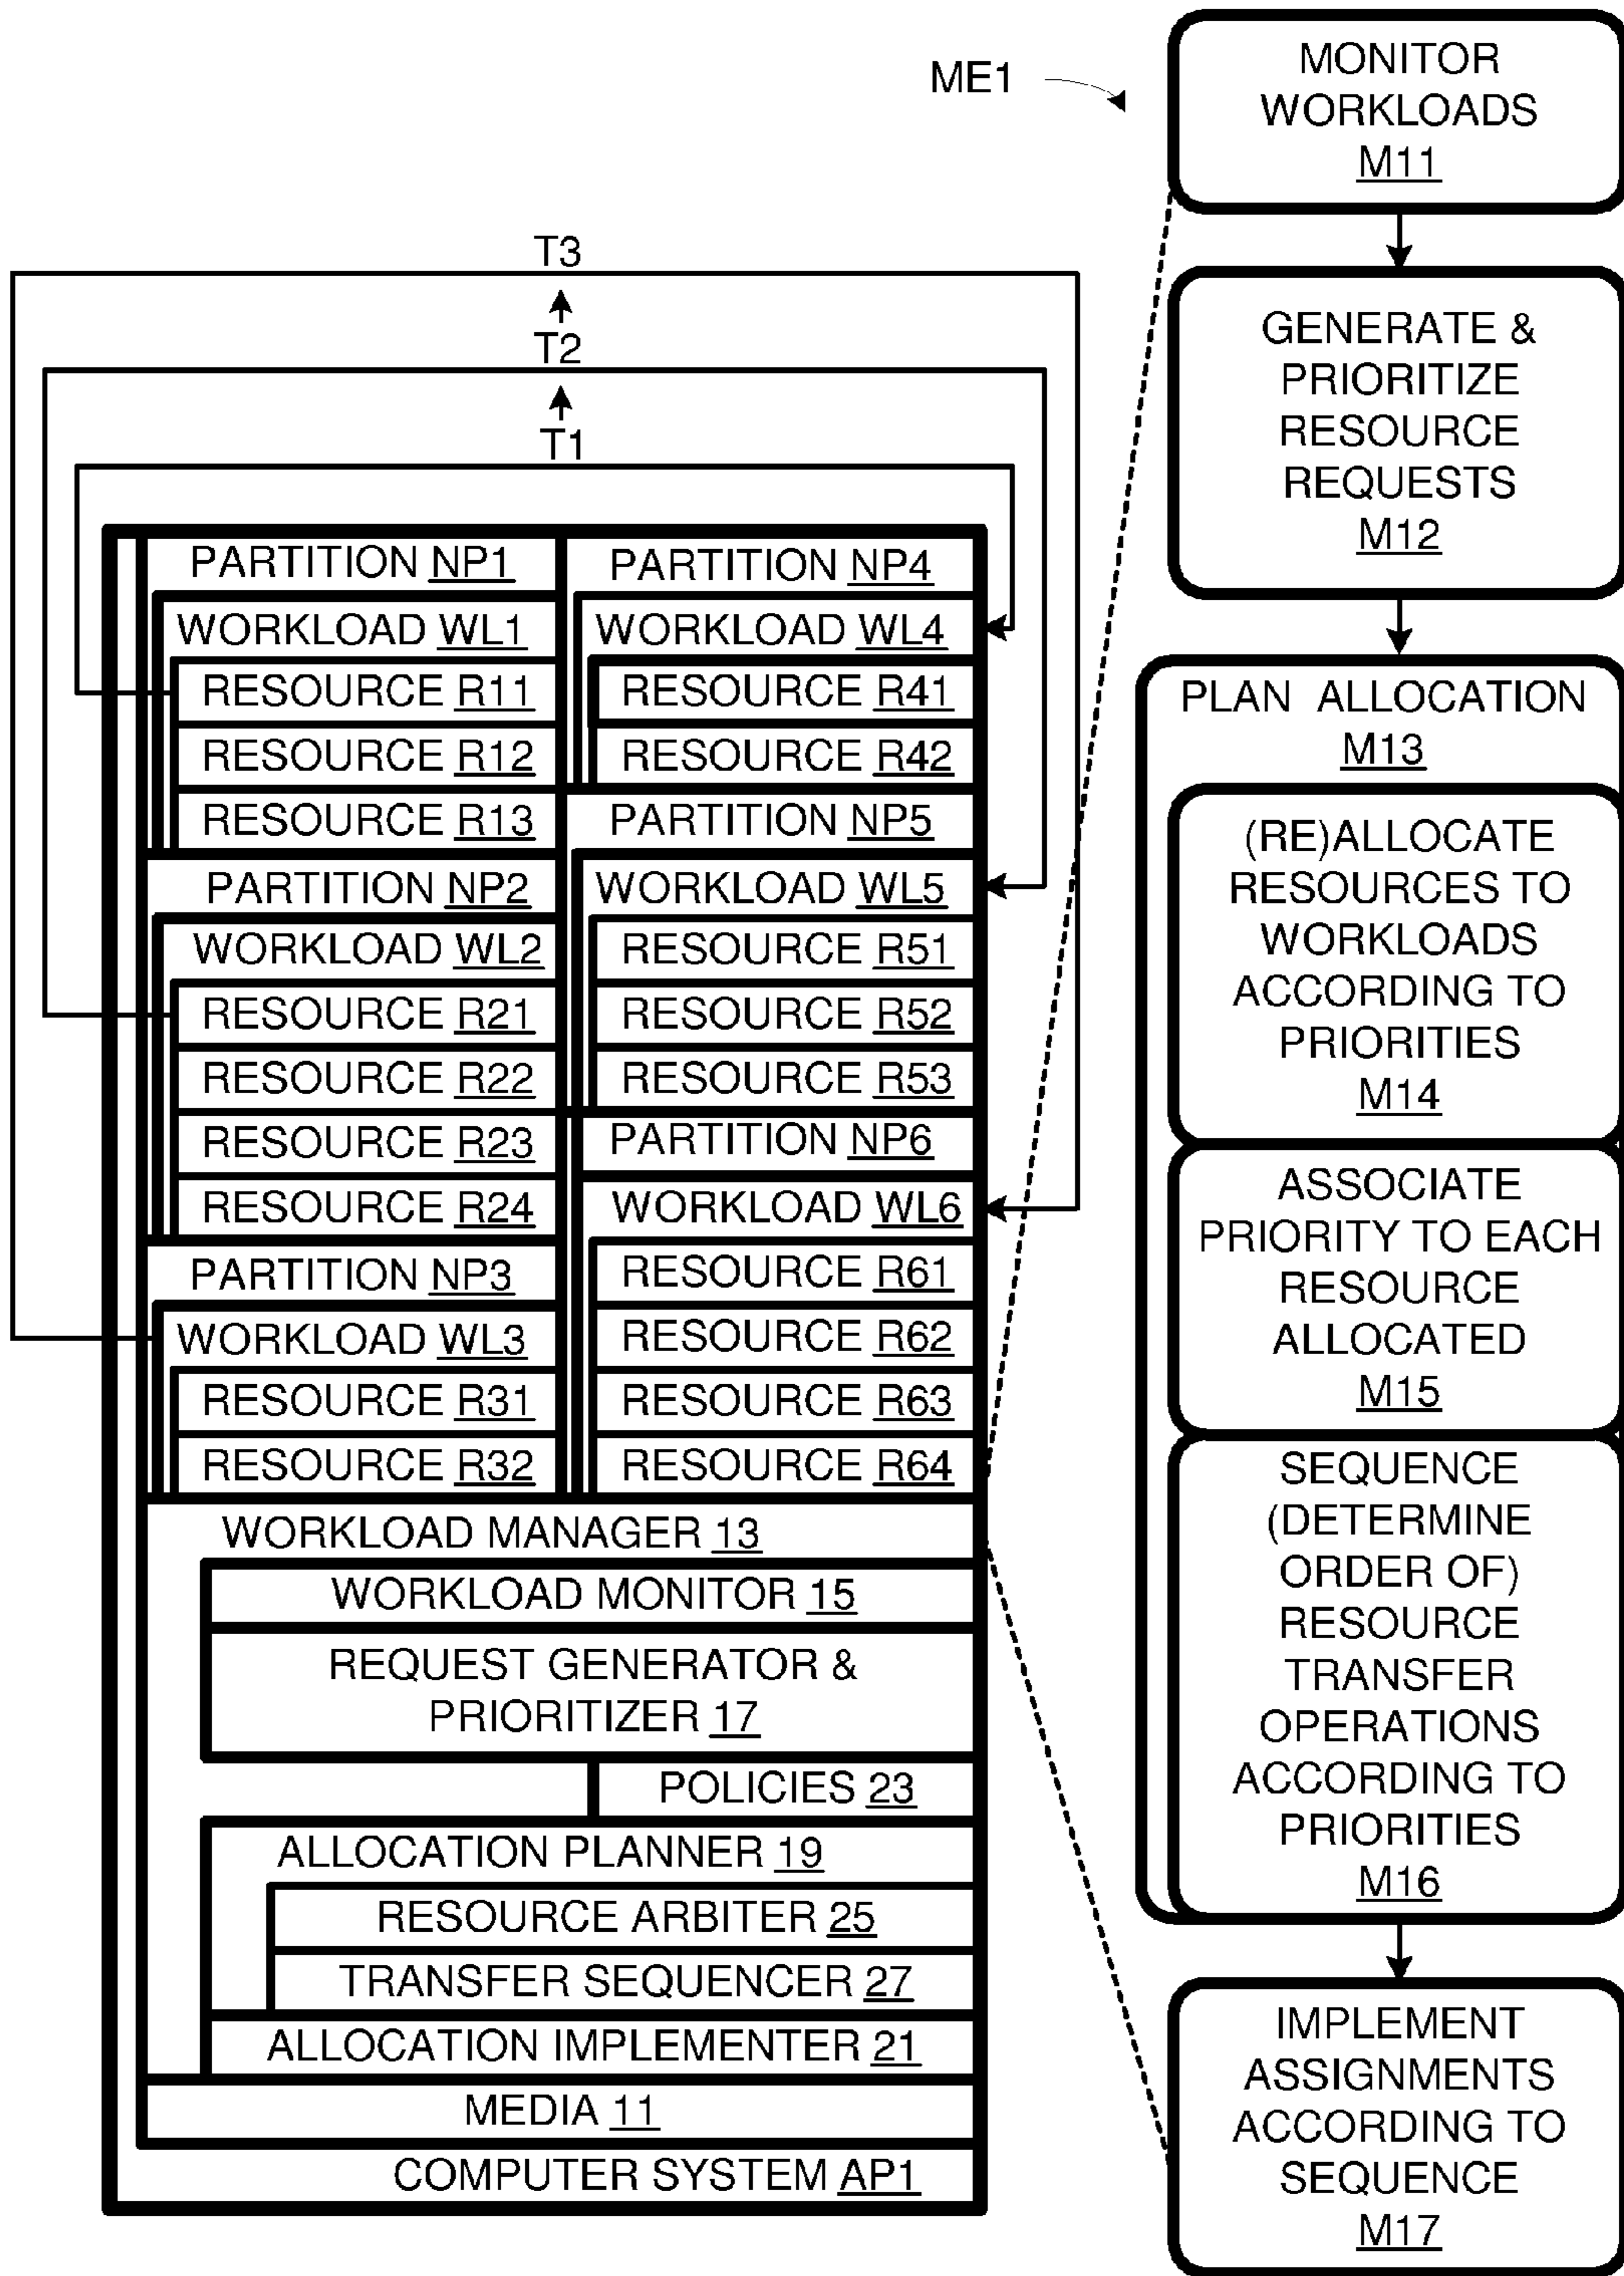 ME1
T3
T2
T1
PARTITION NP1
WORKLOAD WL1
RESOURCE R11
RESOURCE R12
RESOURCE R13
PARTITION NP2
WORKLOAD WL2
RESOURCE R21
RESOURCE R22
RESOURCE R23
RESOURCE R24
PARTITION NP3
WORKLOAD WL3
RESOURCE R31
RESOURCE R32
PARTITION NP4
WORKLOAD WL4
RESOURCE R41
RESOURCE R42
PARTITION NP5
WORKLOAD WL5
RESOURCE R51
RESOURCE R52
RESOURCE R53
PARTITION NP6
WORKLOAD WL6
RESOURCE R61
RESOURCE R62
RESOURCE R63
RESOURCE R64
WORKLOAD MANAGER 13
WORKLOAD MONITOR 15
REQUEST GENERATOR &
PRIORITIZER 17
POLICIES 23
ALLOCATION PLANNER 19
RESOURCE ARBITER 25
TRANSFER SEQUENCER 27
ALLOCATION IMPLEMENTER 21
MEDIA 11
COMPUTER SYSTEM AP1
MONITOR
WORKLOADS
M11
GENERATE &
PRIORITIZE
RESOURCE
REQUESTS
M12
PLAN ALLOCATION
M13
(RE)ALLOCATE
RESOURCES TO
WORKLOADS
ACCORDING TO
PRIORITIES
M14
ASSOCIATE
PRIORITY TO EACH
RESOURCE
ALLOCATED
M15
SEQUENCE
(DETERMINE
ORDER OF)
RESOURCE
TRANSFER
OPERATIONS
ACCORDING TO
PRIORITIES
M16
IMPLEMENT
ASSIGNMENTS
ACCORDING TO
SEQUENCE
M17